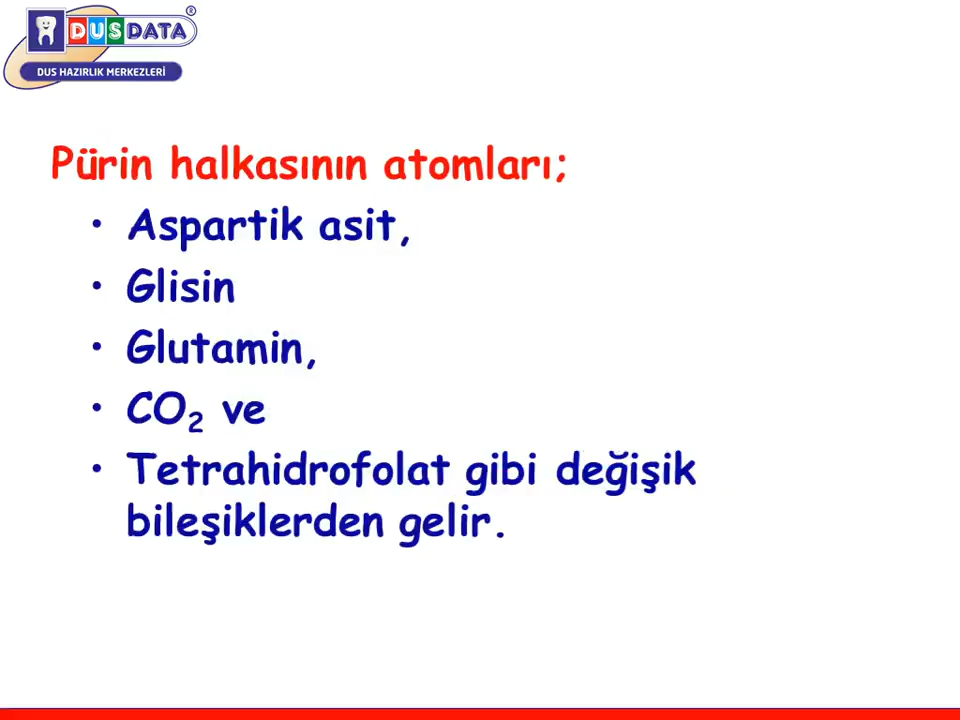 DUSDATA®
DUS HAZIRLIK MERKEZLERİ
Pürin halkasının atomları;
• Aspartik asit,
• Glisin
• Glutamin,
• CO₂ ve
• Tetrahidrofolat gibi değişik
bileşiklerden gelir.